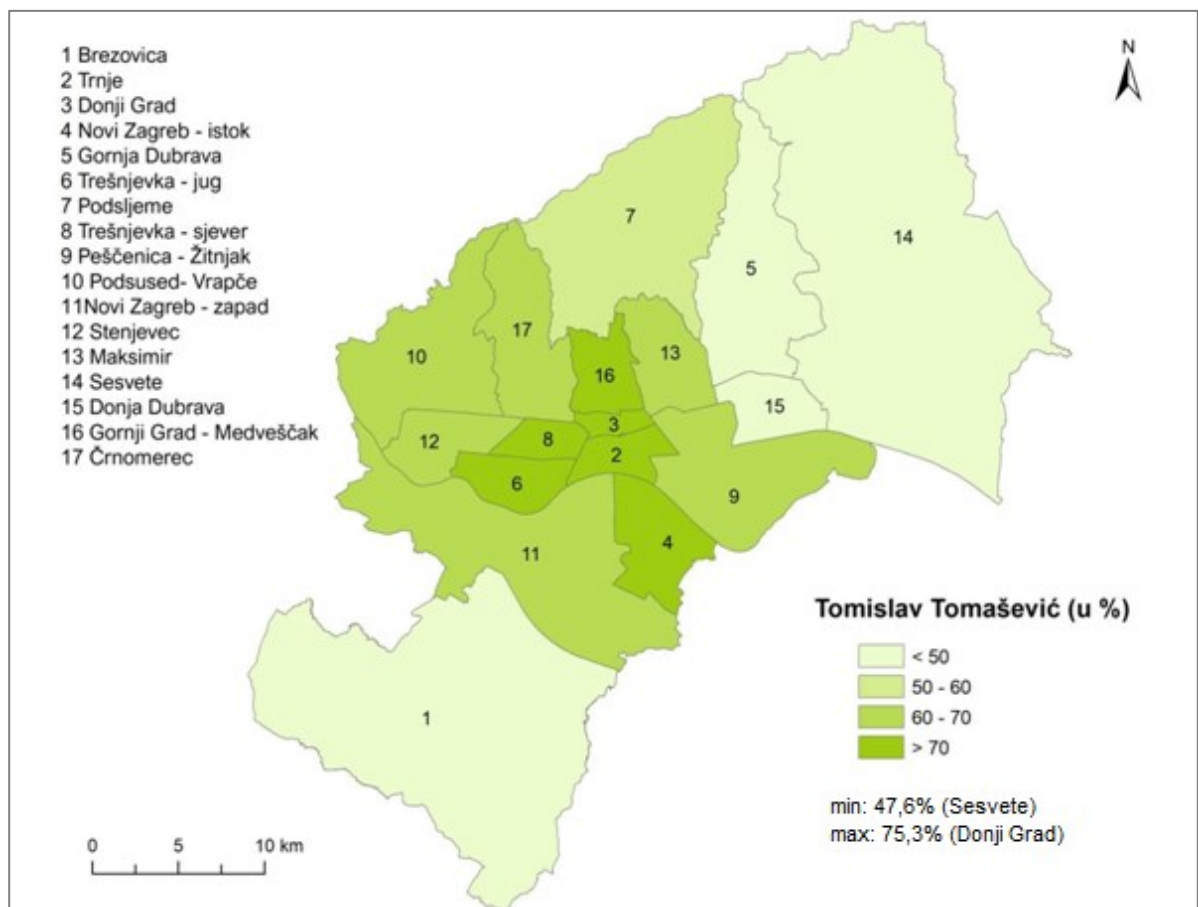 1 Brezovica
2 Trnje
3 Donji Grad
4 Novi Zagreb - istok
5 Gornja Dubrava
6 Trešnjevka - jug
7 Podsljeme
8 Trešnjevka - sjever
9 Peščenica - Žitnjak
10 Podsused- Vrapče
11Novi Zagreb - zapad
12 Stenjevec
13 Maksimir
14 Sesvete
15 Donja Dubrava
16 Gornji Grad - Medveščak
17 Črnomerec
N
7
14
5
17
13
10
16
15
3
8
12
2
6
9
4
11
1
Tomislav Tomašević (u %)
< 50
50 - 60
60 - 70
> 70
min: 47,6% (Sesvete)
max: 75,3% (Donji Grad)
0 5 10 km